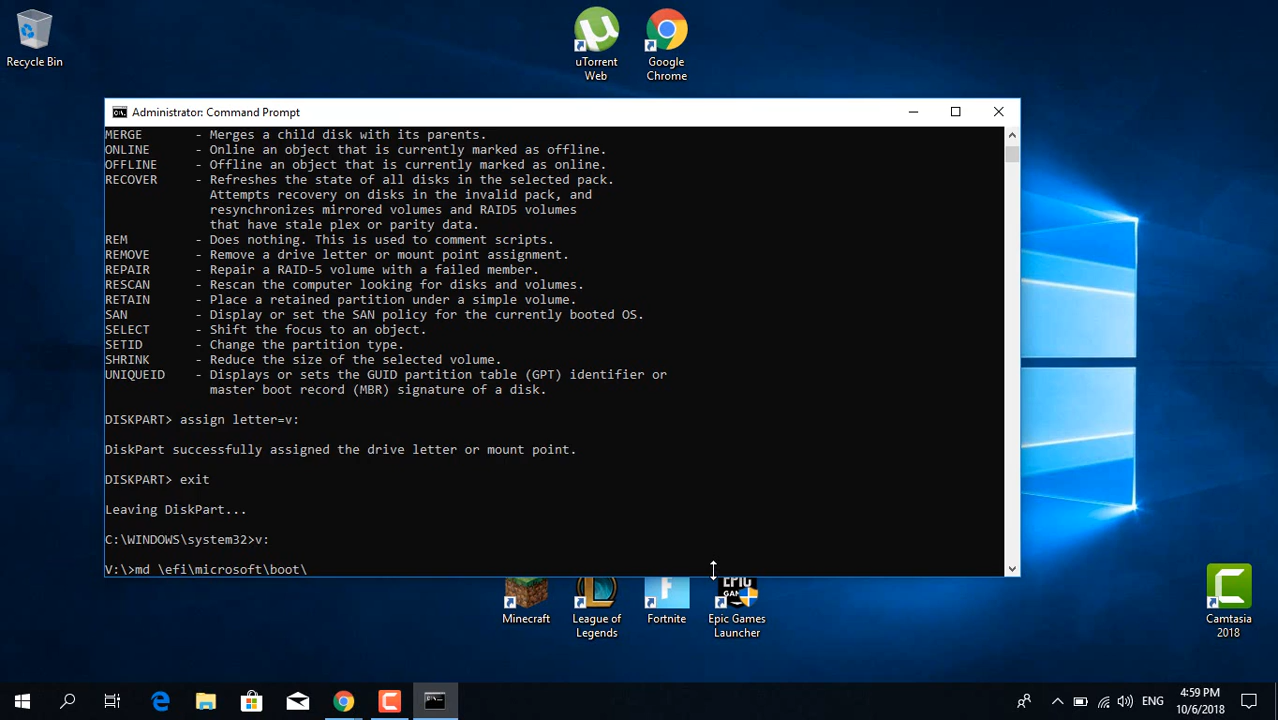 Recycle Bin
uTorrent
Web
Google
Chrome
Administrator: Command Prompt
MERGE - Merges a child disk with its parents.
ONLINE - Online an object that is currently marked as offline.
OFFLINE - Offline an object that is currently marked as online.
RECOVER - Refreshes the state of all disks in the selected pack.
Attempts recovery on disks in the invalid pack, and
resynchronizes mirrored volumes and RAID5 volumes
that have stale plex or parity data.
REM - Does nothing. This is used to comment scripts.
REMOVE - Remove a drive letter or mount point assignment.
REPAIR - Repair a RAID-5 volume with a failed member.
RESCAN - Rescan the computer looking for disks and volumes.
RETAIN - Place a retained partition under a simple volume.
SAN - Display or set the SAN policy for the currently booted OS.
SELECT - Shift the focus to an object.
SETID - Change the partition type.
SHRINK - Reduce the size of the selected volume.
UNIQUEID - Displays or sets the GUID partition table (GPT) identifier or
master boot record (MBR) signature of a disk.
DISKPART> assign letter=v:
DiskPart successfully assigned the drive letter or mount point.
DISKPART> exit
Leaving DiskPart...
C:\WINDOWS\system32>v:
V:\>md \efi\microsoft\boot\
EPIC
GAM
Minecraft
League of
Legends
Fortnite
Epic Games
Launcher
Camtasia
2018
ENG
4:59 PM
10/6/2018